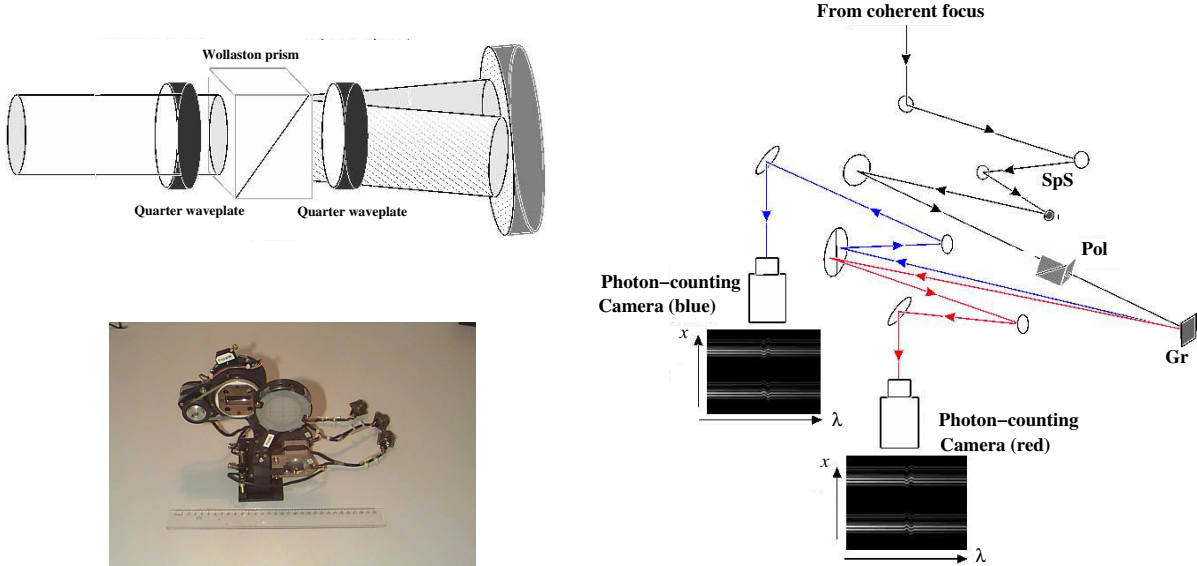 Wollaston prism
Quarter waveplate
Quarter waveplate
From coherent focus
SpS
Pol
Gr
Photon−counting
Camera (blue)
x
λ
Photon−counting
Camera (red)
x
λ